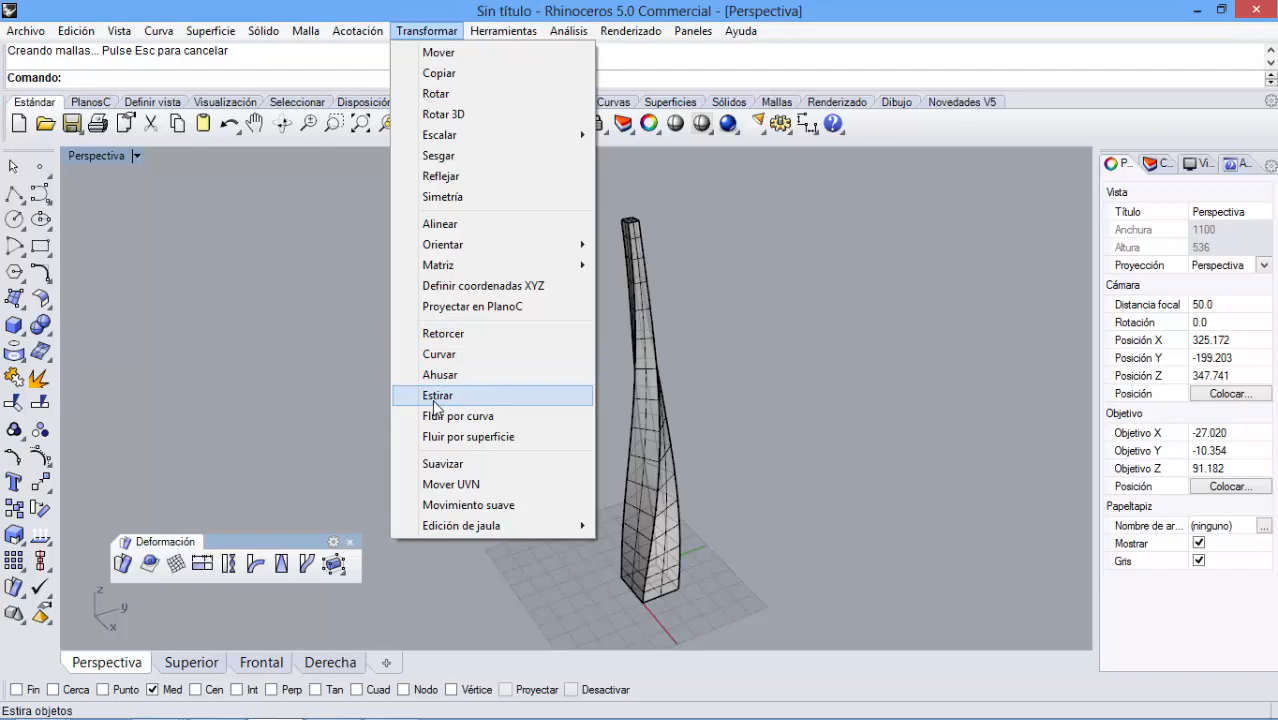 Sin título - Rhinoceros 5.0 Commercial - [Perspectiva]
Archivo Edición Vista Curva Superficie Sólido Malla Acotación Transformar Herramientas Análisis Renderizado Paneles Ayuda
Creando mallas... Pulse Esc para cancelar
Comando:
Estándar PlanosC Definir vista Visualización Seleccionar Disposición Curvas Superficies Sólidos Mallas Renderizado Dibujo Novedades V5
Perspectiva
Mover
Copiar
Rotar
Rotar 3D
Escalar
Sesgar
Reflejar
Simetría
Alinear
Orientar
Matriz
Definir coordenadas XYZ
Proyectar en PlanoC
Retorcer
Curvar
Ahusar
Estirar
Fluir por curva
Fluir por superficie
Suavizar
Mover UVN
Movimiento suave
Edición de jaula
Deformación
z
y
x
P... C... Vi... A...
Vista
Título Perspectiva
Anchura 1100
Altura 536
Proyección Perspectiva
Cámara
Distancia focal 50.0
Rotación 0.0
Posición X 325.172
Posición Y -199.203
Posición Z 347.741
Posición Colocar...
Objetivo
Objetivo X -27.020
Objetivo Y -10.354
Objetivo Z 91.182
Posición Colocar...
Papeltapiz
Nombre de ar... (ninguno) ...
Mostrar
Gris
Perspectiva Superior Frontal Derecha
Fin Cerca Punto Med Cen Int Perp Tan Cuad Nodo Vértice Proyectar Desactivar
Estira objetos